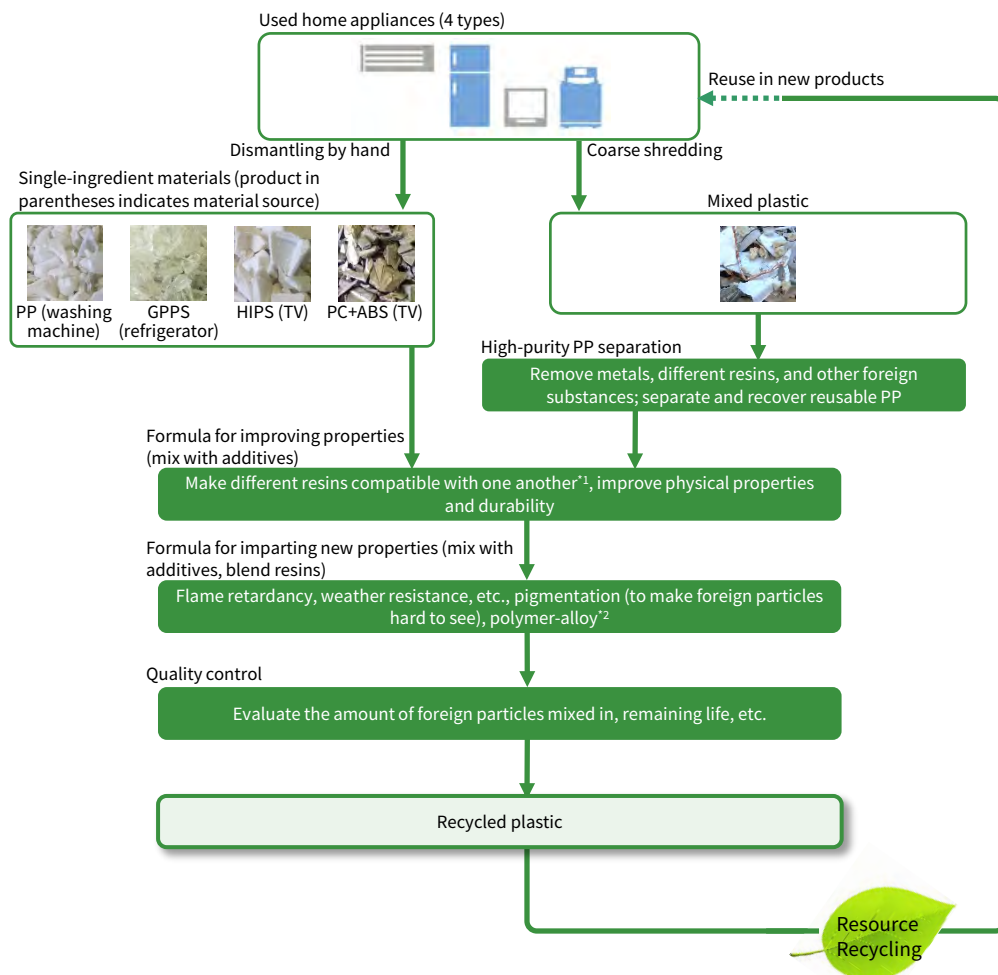 Used home appliances (4 types)
Reuse in new products
Dismantling by hand
Coarse shredding
Single-ingredient materials (product in
parentheses indicates material source)
Mixed plastic
PP (washing
machine)
GPPS
(refrigerator)
HIPS (TV)
PC+ABS (TV)
High-purity PP separation
Remove metals, different resins, and other foreign
substances; separate and recover reusable PP
Formula for improving properties
(mix with additives)
Make different resins compatible with one another*1, improve physical properties
and durability
Formula for imparting new properties (mix with
additives, blend resins)
Flame retardancy, weather resistance, etc., pigmentation (to make foreign particles
hard to see), polymer-alloy*2
Quality control
Evaluate the amount of foreign particles mixed in, remaining life, etc.
Recycled plastic
Resource
Recycling